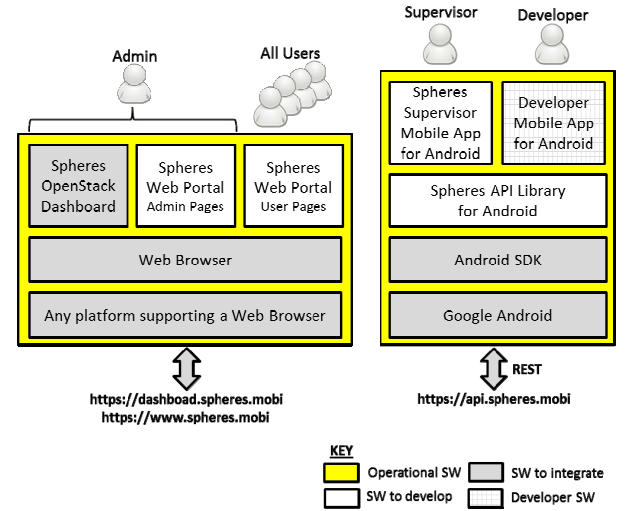 Admin
All Users
Spheres
OpenStack
Dashboard
Spheres
Web Portal
Admin Pages
Spheres
Web Portal
User Pages
Web Browser
Any platform supporting a Web Browser
https://dashboad.spheres.mobi
https://www.spheres.mobi
Supervisor
Developer
Spheres
Supervisor
Mobile App
for Android
Developer
Mobile App
for Android
Spheres API Library
for Android
Android SDK
Google Android
REST
https://api.spheres.mobi
KEY
Operational SW
SW to integrate
SW to develop
Developer SW